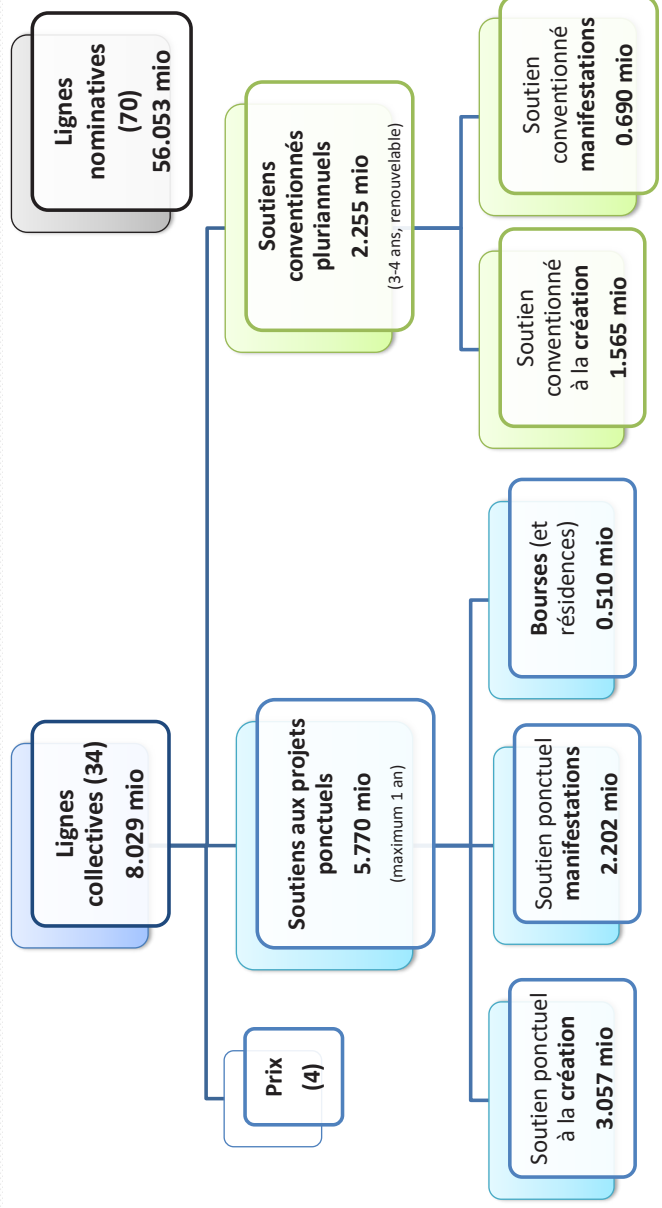 Lignes
collectives (34)
8.029 mio
Lignes
nominatives
(70)
56.053 mio
Prix
(4)
Soutiens aux projets
ponctuels
5.770 mio
(maximum 1 an)
Soutiens
conventionnés
pluriannuels
2.255 mio
(3-4 ans, renouvelable)
Soutien ponctuel
à la création
3.057 mio
Soutien ponctuel
manifestations
2.202 mio
Bourses (et
résidences)
0.510 mio
Soutien
conventionné
à la création
1.565 mio
Soutien
conventionné
manifestations
0.690 mio